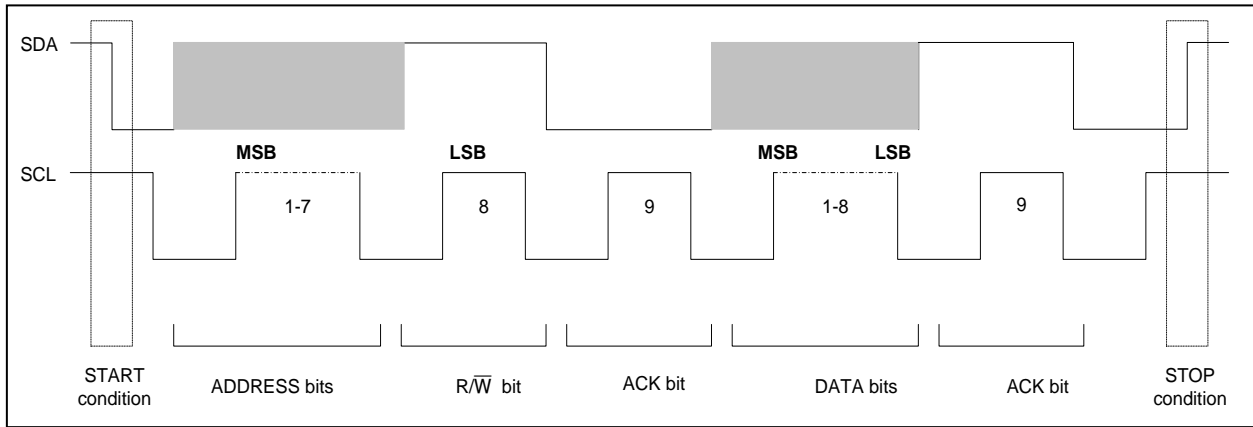 SDA
MSB LSB MSB LSB
SCL
1-7 8 9 1-8 9
START condition
ADDRESS bits
R/W̅ bit
ACK bit
DATA bits
ACK bit
STOP condition